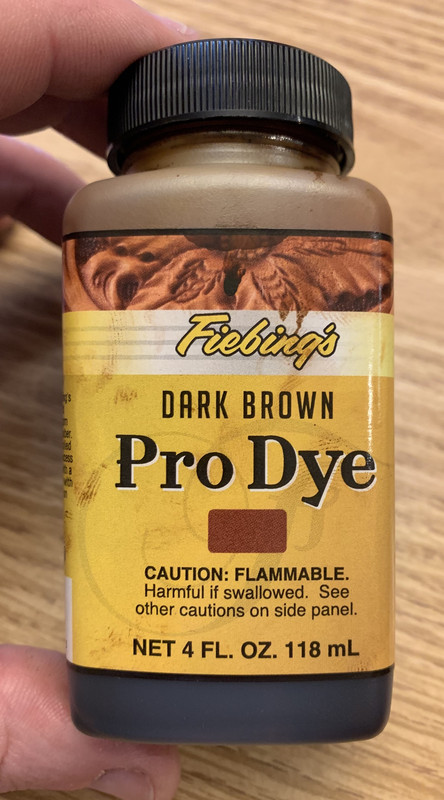 Fiebing's
DARK BROWN
Pro Dye
CAUTION: FLAMMABLE.
Harmful if swallowed. See
other cautions on side panel.
NET 4 FL. OZ. 118 mL